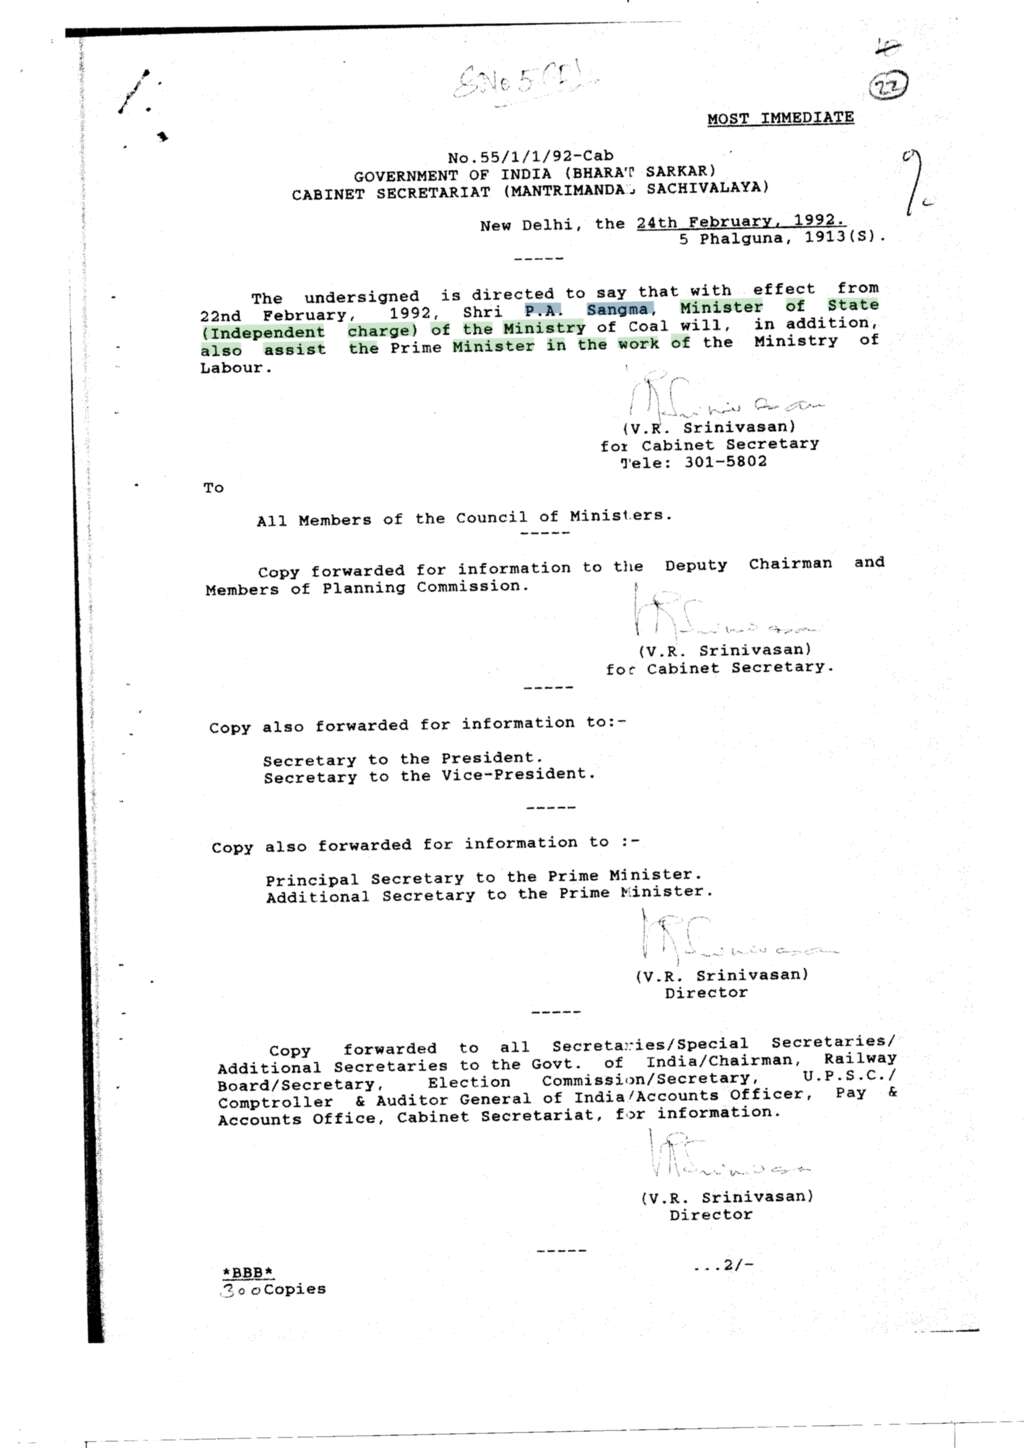 S.No 5(F)
22
MOST IMMEDIATE
No.55/1/1/92-Cab
GOVERNMENT OF INDIA (BHARAT SARKAR)
CABINET SECRETARIAT (MANTRIMANDAL SACHIVALAYA)
New Delhi, the 24th February, 1992.
5 Phalguna, 1913(S).
-----
The undersigned is directed to say that with effect from
22nd February, 1992, Shri P.A. Sangma, Minister of State
(Independent charge) of the Ministry of Coal will, in addition,
also assist the Prime Minister in the work of the Ministry of
Labour.
VR Srinivasan
(V.R. Srinivasan)
for Cabinet Secretary
Tele: 301-5802
To
All Members of the Council of Ministers.
-----
Copy forwarded for information to the Deputy Chairman and
Members of Planning Commission.
VR Srinivasan
(V.R. Srinivasan)
for Cabinet Secretary.
-----
Copy also forwarded for information to:-
Secretary to the President.
Secretary to the Vice-President.
-----
Copy also forwarded for information to :-
Principal Secretary to the Prime Minister.
Additional Secretary to the Prime Minister.
VR Srinivasan
(V.R. Srinivasan)
Director
-----
Copy forwarded to all Secretaries/Special Secretaries/
Additional Secretaries to the Govt. of India/Chairman, Railway
Board/Secretary, Election Commission/Secretary, U.P.S.C./
Comptroller & Auditor General of India/Accounts Officer, Pay &
Accounts Office, Cabinet Secretariat, for information.
VR Srinivasan
(V.R. Srinivasan)
Director
-----
...2/-
*BBB*
300 Copies